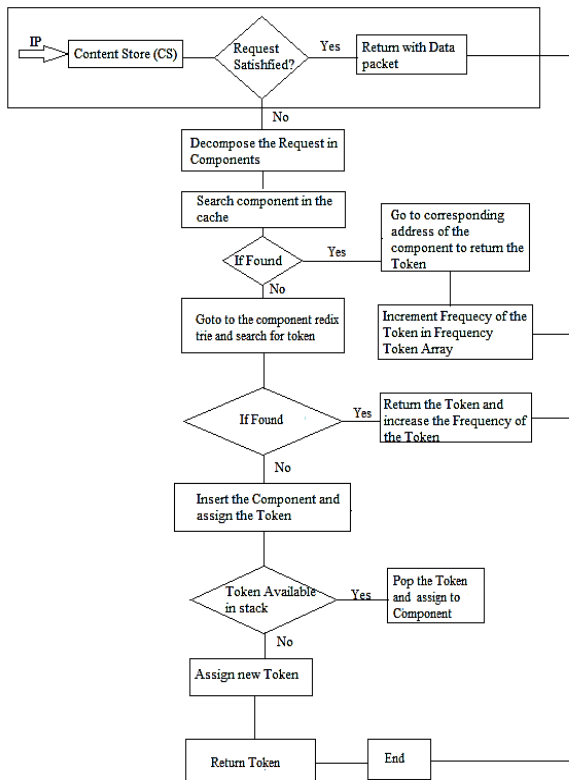 IP
Content Store (CS)
Request
Satishfied?
Yes
Return with Data
packet
No
Decompose the Request in
Components
Search component in the
cache
Go to corresponding
address of the
component to return the
Token
If Found
Yes
No
Goto to the component redix
trie and search for token
Increment Frequecy of the
Token in Frequency
Token Array
If Found
Yes
Return the Token and
increase the Frequency of
the Token
No
Insert the Component and
assign the Token
Token Available
in stack
Yes
Pop the Token
and assign to
Component
No
Assign new Token
Return Token
End